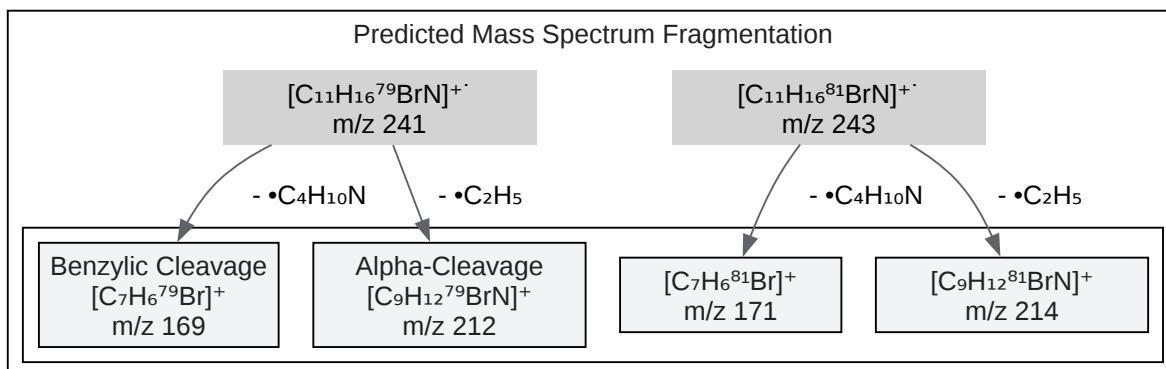 Predicted Mass Spectrum Fragmentation
[C₁₁H₁₆⁷⁹BrN]⁺˙
m/z 241
[C₁₁H₁₆⁸¹BrN]⁺˙
m/z 243
- •C₄H₁₀N
- •C₂H₅
- •C₄H₁₀N
- •C₂H₅
Benzylic Cleavage
[C₇H₆⁷⁹Br]⁺
m/z 169
Alpha-Cleavage
[C₉H₁₂⁷⁹BrN]⁺
m/z 212
[C₇H₆⁸¹Br]⁺
m/z 171
[C₉H₁₂⁸¹BrN]⁺
m/z 214